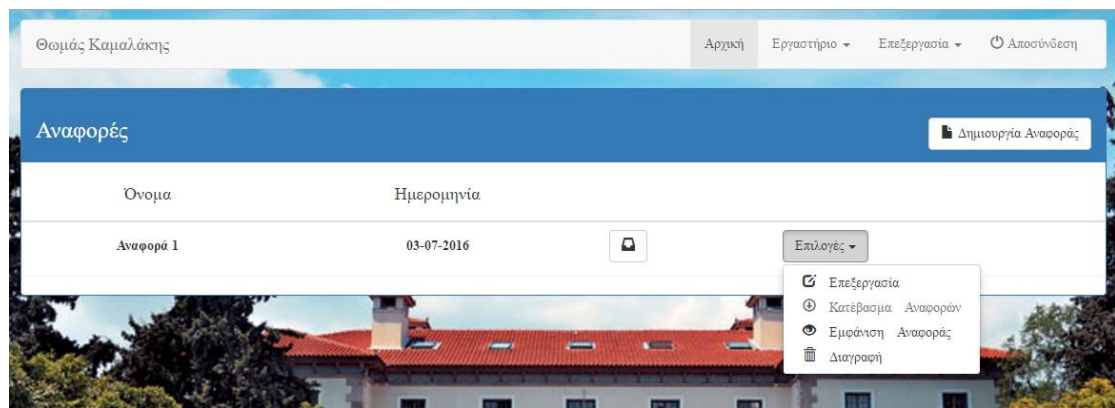 Θωμάς Καμαλάκης Αρχική Εργαστήριο Επεξεργασία Αποσύνδεση
Αναφορές Δημιουργία Αναφοράς
Όνομα Ημερομηνία
Αναφορά 1 03-07-2016 Επιλογές
Επεξεργασία
Κατέβασμα Αναφορών
Εμφάνιση Αναφοράς
Διαγραφή